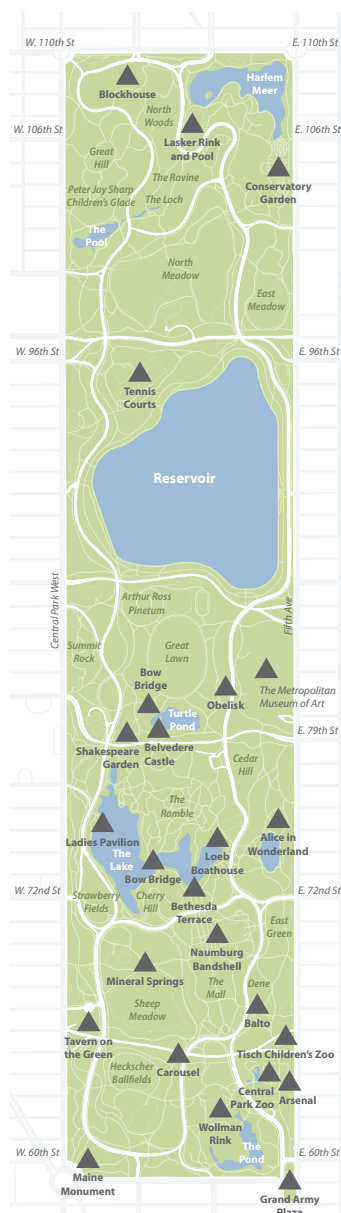 W. 110th St
E. 110th St
Harlem
Meer
Blockhouse
North
Woods
W. 106th St
E. 106th St
Lasker Rink
and Pool
Great
Hill
The Ravine
Conservatory
Garden
Peter Jay Sharp
Children's Glade
The Loch
The
Pool
North
Meadow
East
Meadow
W. 96th St
E. 96th St
Tennis
Courts
Reservoir
Central Park West
Fifth Ave
Arthur Ross
Pinetum
Summit
Rock
Great
Lawn
Bow
Bridge
Obelisk
The Metropolitan
Museum of Art
Turtle
Pond
E. 79th St
Shakespeare
Garden
Belvedere
Castle
Cedar
Hill
The
Ramble
Ladies Pavilion
The
Lake
Alice in
Wonderland
Loeb
Boathouse
Bow Bridge
W. 72nd St
E. 72nd St
Strawberry
Fields
Cherry
Hill
Bethesda
Terrace
East
Green
Naumburg
Bandshell
Mineral Springs
The
Mall
Dene
Sheep
Meadow
Balto
Tavern on
the Green
Tisch Children's Zoo
Heckscher
Ballfields
Carousel
Central
Park Zoo
Arsenal
Wollman
Rink
The
Pond
W. 60th St
E. 60th St
Maine
Monument
Grand Army
Plaza